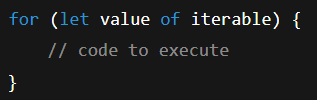 for (let value of iterable) {
    // code to execute
}